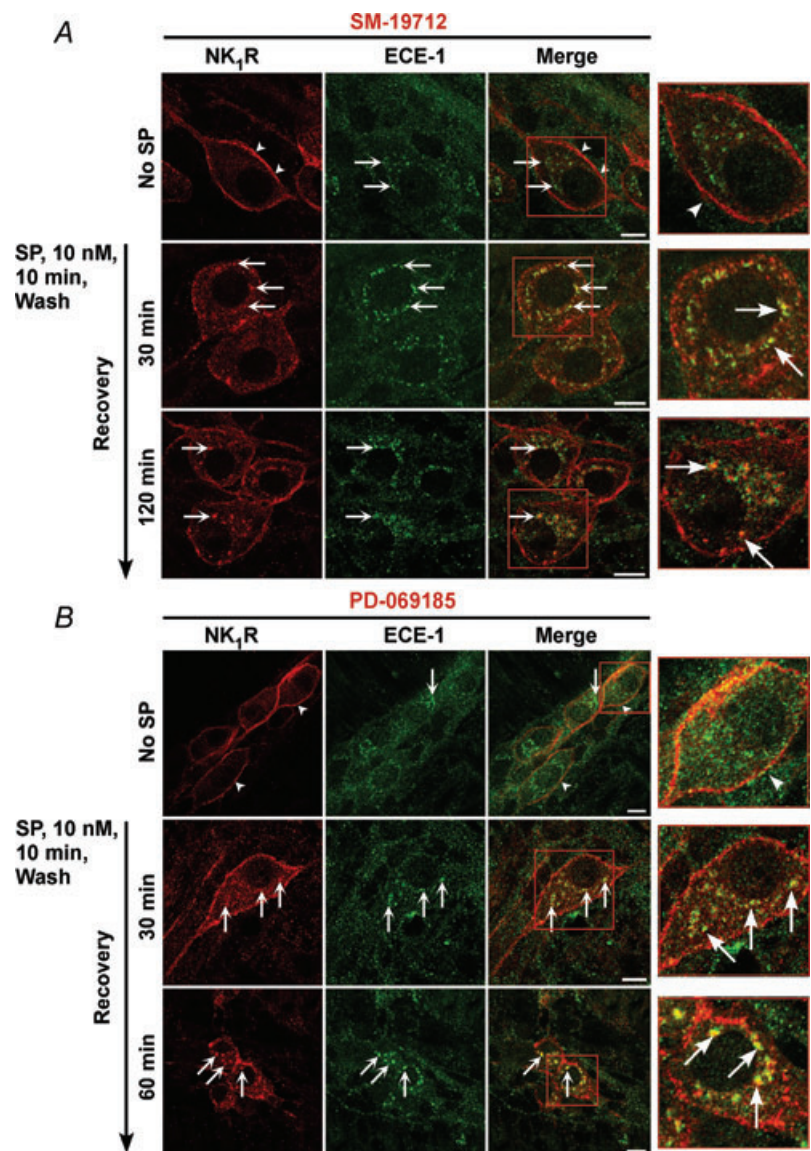 A
SM-19712
NK₁R ECE-1 Merge
No SP
SP, 10 nM,
10 min,
Wash
Recovery
30 min
120 min
B
PD-069185
NK₁R ECE-1 Merge
No SP
SP, 10 nM,
10 min,
Wash
Recovery
30 min
60 min